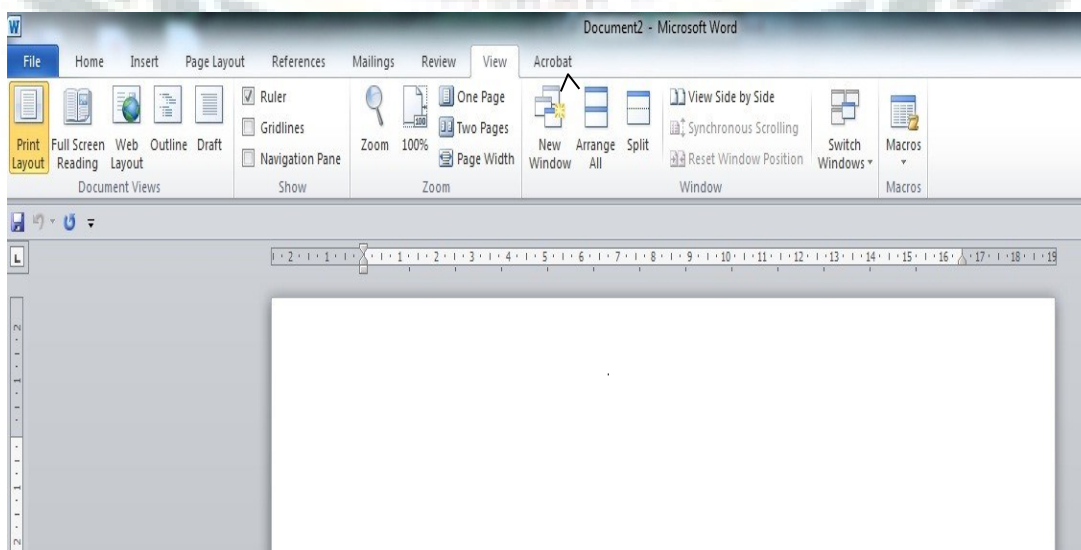 W
Document2 - Microsoft Word
File Home Insert Page Layout References Mailings Review View Acrobat
Print Layout
Full Screen Reading
Web Layout
Outline
Draft
Document Views
Ruler
Gridlines
Navigation Pane
Show
Zoom
100%
One Page
Two Pages
Page Width
Zoom
New Window
Arrange All
Split
View Side by Side
Synchronous Scrolling
Reset Window Position
Switch Windows
Window
Macros
Macros
L
2 1 1 2 3 4 5 6 7 8 9 10 11 12 13 14 15 16 17 18 19
2
1
1
2